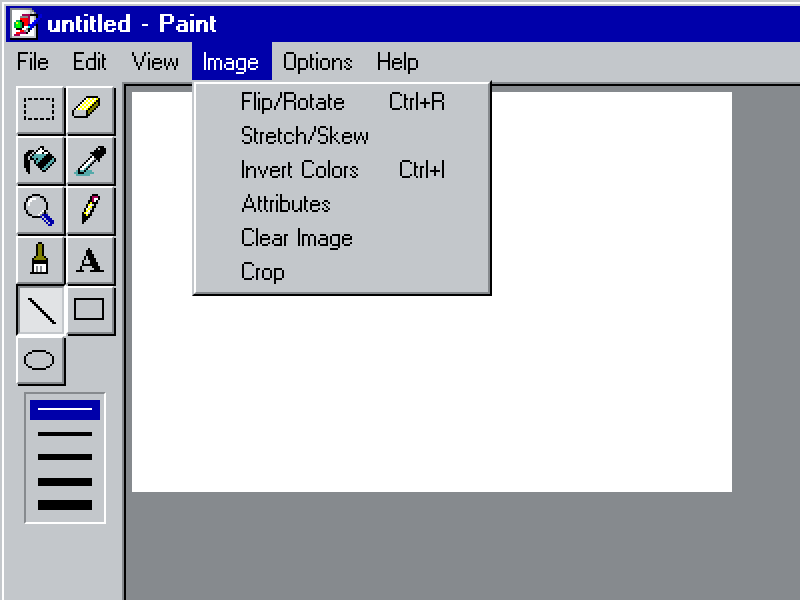 untitled - Paint
File Edit View Image Options Help
Flip/Rotate Ctrl+R
Stretch/Skew
Invert Colors Ctrl+I
Attributes
Clear Image
Crop
A